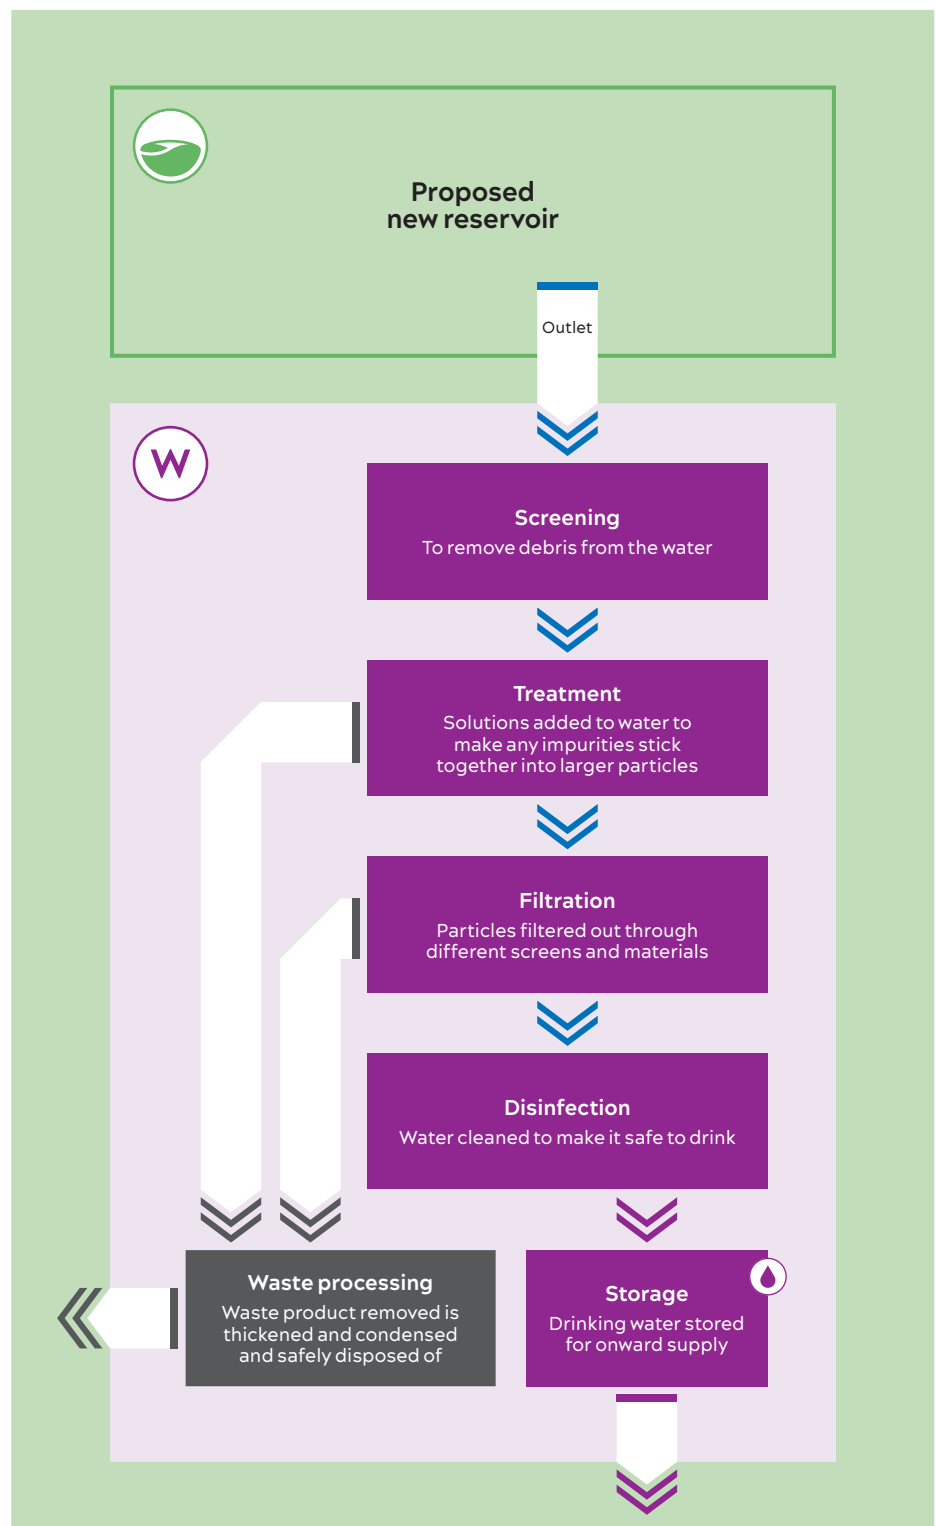 Proposed
new reservoir
Outlet
W
Screening
To remove debris from the water
Treatment
Solutions added to water to
make any impurities stick
together into larger particles
Filtration
Particles filtered out through
different screens and materials
Disinfection
Water cleaned to make it safe to drink
Waste processing
Waste product removed is
thickened and condensed
and safely disposed of
Storage
Drinking water stored
for onward supply